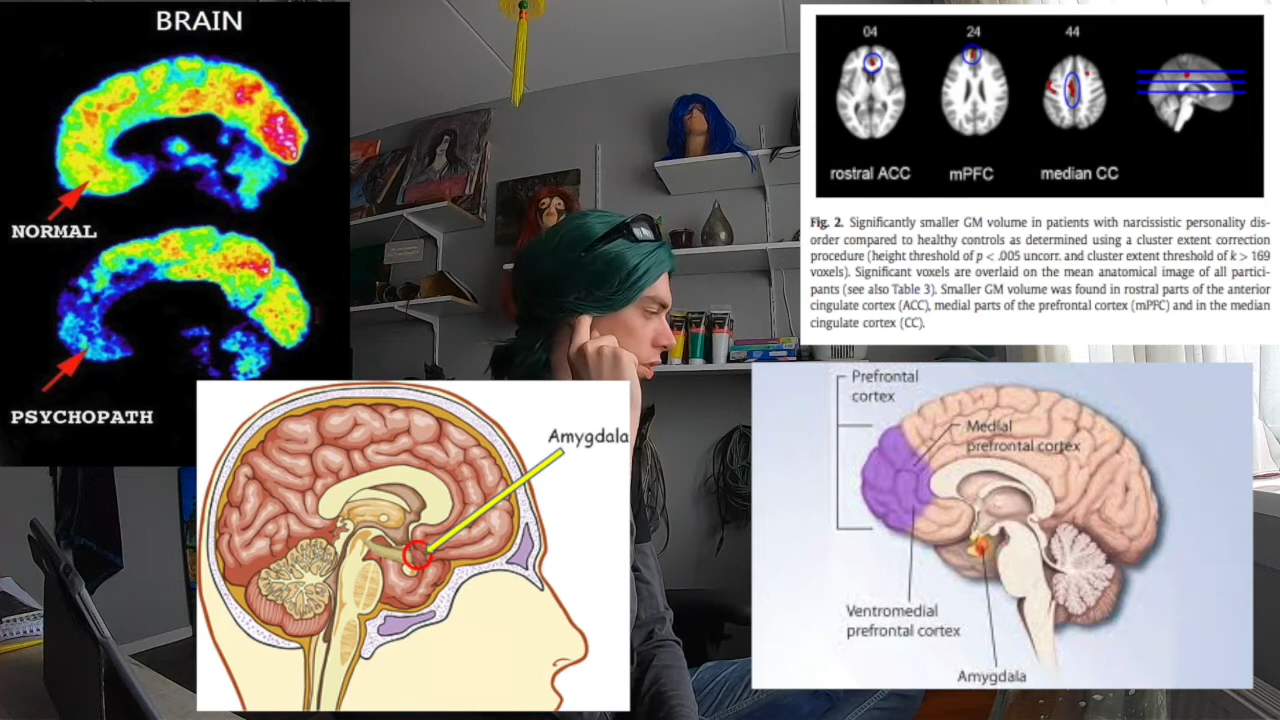 BRAIN
NORMAL
PSYCHOPATH
Amygdala
04
24
44
rostral ACC
mPFC
median CC
Fig. 2. Significantly smaller GM volume in patients with narcissistic personality dis-
order compared to healthy controls as determined using a cluster extent correction
procedure (height threshold of p < .005 uncorr. and cluster extent threshold of k > 169
voxels). Significant voxels are overlaid on the mean anatomical image of all partici-
pants (see also Table 3). Smaller GM volume was found in rostral parts of the anterior
cingulate cortex (ACC), medial parts of the prefrontal cortex (mPFC) and in the median
cingulate cortex (CC).
Prefrontal
cortex
Medial
prefrontal cortex
Ventromedial
prefrontal cortex
Amygdala